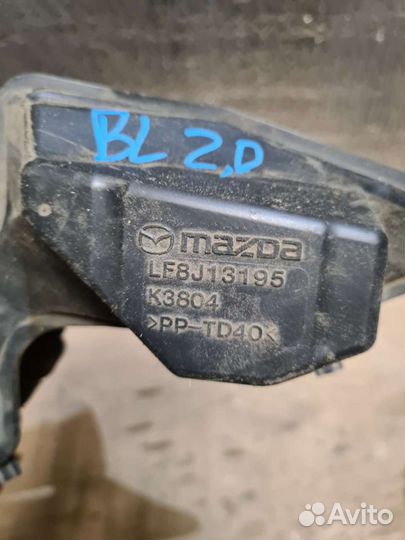 BL 2,0
mazda
LF8J13195
K3804
>PP-TD40<
Avito